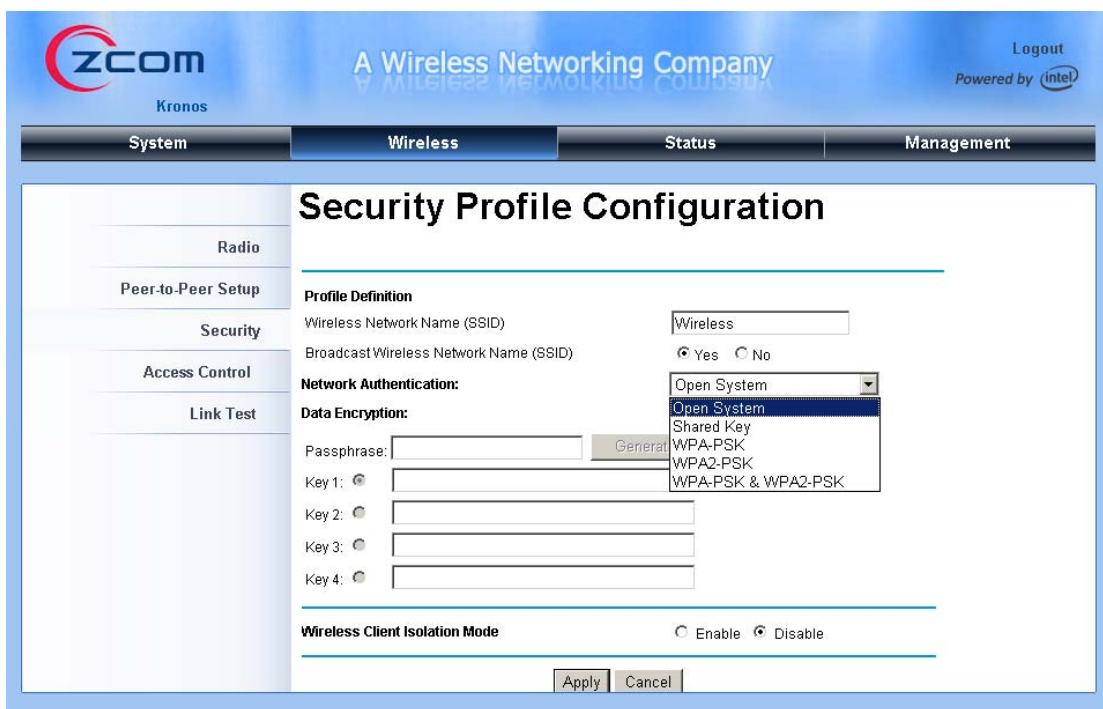 zcom
A Wireless Networking Company
Logout
Powered by intel
Kronos
System Wireless Status Management
Security Profile Configuration
Radio
Peer-to-Peer Setup
Security
Access Control
Link Test
Profile Definition
Wireless Network Name (SSID) Wireless
Broadcast Wireless Network Name (SSID) Yes No
Network Authentication: Open System
Open System
Shared Key
WPA-PSK
WPA2-PSK
WPA-PSK & WPA2-PSK
Data Encryption:
Passphrase: Generat
Key 1:
Key 2:
Key 3:
Key 4:
Wireless Client Isolation Mode Enable Disable
Apply Cancel